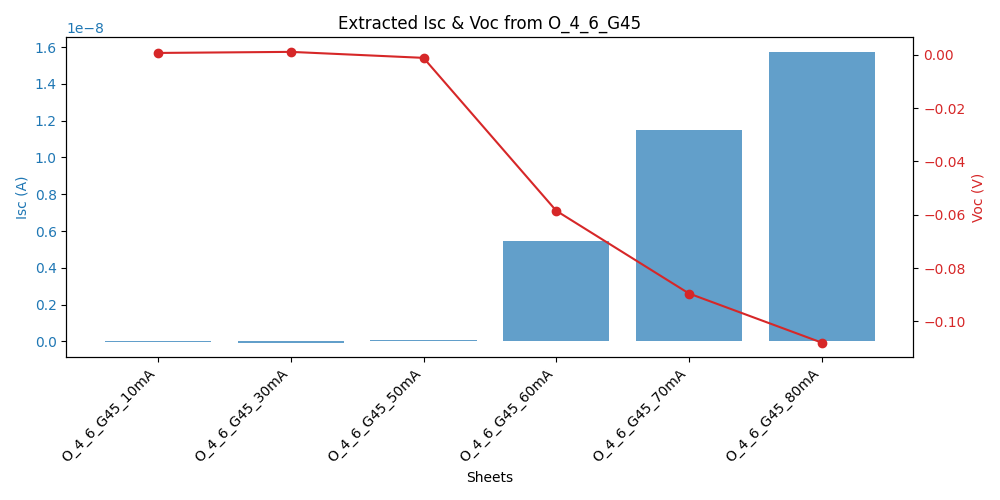 Extracted Isc & Voc from O_4_6_G45
1e−8
1.6
1.4
1.2
1.0
0.8
0.6
0.4
0.2
0.0
Isc (A)
0.00
−0.02
−0.04
−0.06
−0.08
−0.10
Voc (V)
O_4_6_G45_10mA
O_4_6_G45_30mA
O_4_6_G45_50mA
O_4_6_G45_60mA
O_4_6_G45_70mA
O_4_6_G45_80mA
Sheets